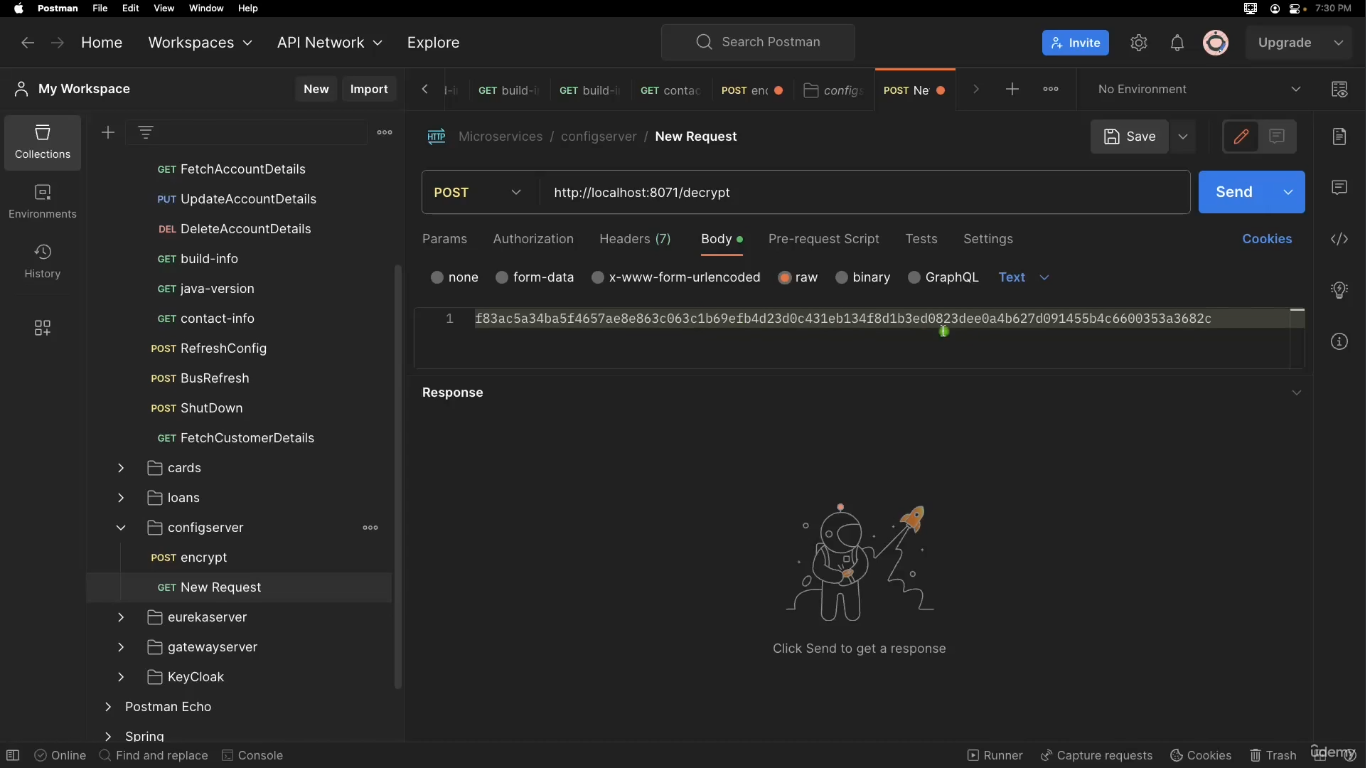 Postman File Edit View Window Help 7:30 PM
Home Workspaces API Network Explore Search Postman Invite Upgrade
My Workspace New Import
GET build-i GET build-i GET contac POST enc configs POST Ne No Environment
Collections
Environments
History
GET FetchAccountDetails
PUT UpdateAccountDetails
DEL DeleteAccountDetails
GET build-info
GET java-version
GET contact-info
POST RefreshConfig
POST BusRefresh
POST ShutDown
GET FetchCustomerDetails
cards
loans
configserver
POST encrypt
GET New Request
eurekaserver
gatewayserver
KeyCloak
Postman Echo
Spring
HTTP Microservices / configserver / New Request Save
POST http://localhost:8071/decrypt Send
Params Authorization Headers (7) Body Pre-request Script Tests Settings Cookies
none form-data x-www-form-urlencoded raw binary GraphQL Text
1 f83ac5a34ba5f4657ae8e863c063c1b69efb4d23d0c431eb134f8d1b3ed0823dee0a4b627d091455b4c6600353a3682c
Response
Click Send to get a response
Online Find and replace Console Runner Capture requests Cookies Trash
udemy